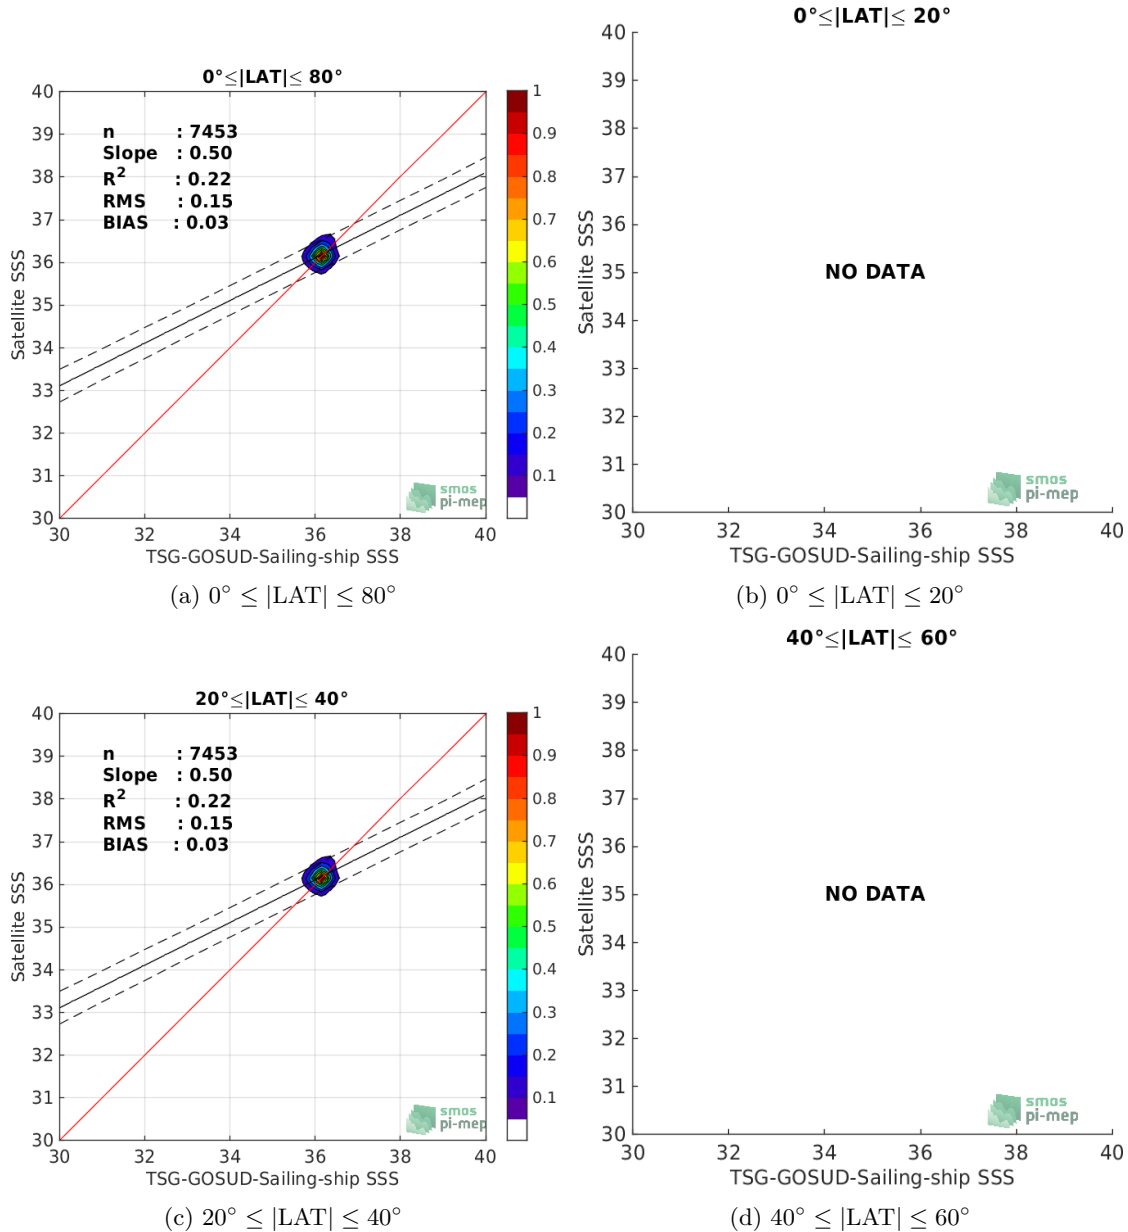 0°≤|LAT|≤ 80°
40
39
38
37
36
35
34
33
32
31
30
Satellite SSS
n : 7453
Slope : 0.50
R² : 0.22
RMS : 0.15
BIAS : 0.03
smos
pi-mep
30 32 34 36 38 40
TSG-GOSUD-Sailing-ship SSS
1
0.9
0.8
0.7
0.6
0.5
0.4
0.3
0.2
0.1
(a) 0° ≤ |LAT| ≤ 80°
0°≤|LAT|≤ 20°
40
39
38
37
36
35
34
33
32
31
30
Satellite SSS
NO DATA
smos
pi-mep
30 32 34 36 38 40
TSG-GOSUD-Sailing-ship SSS
(b) 0° ≤ |LAT| ≤ 20°
20°≤|LAT|≤ 40°
40
39
38
37
36
35
34
33
32
31
30
Satellite SSS
n : 7453
Slope : 0.50
R² : 0.22
RMS : 0.15
BIAS : 0.03
smos
pi-mep
30 32 34 36 38 40
TSG-GOSUD-Sailing-ship SSS
1
0.9
0.8
0.7
0.6
0.5
0.4
0.3
0.2
0.1
(c) 20° ≤ |LAT| ≤ 40°
40°≤|LAT|≤ 60°
40
39
38
37
36
35
34
33
32
31
30
Satellite SSS
NO DATA
smos
pi-mep
30 32 34 36 38 40
TSG-GOSUD-Sailing-ship SSS
(d) 40° ≤ |LAT| ≤ 60°